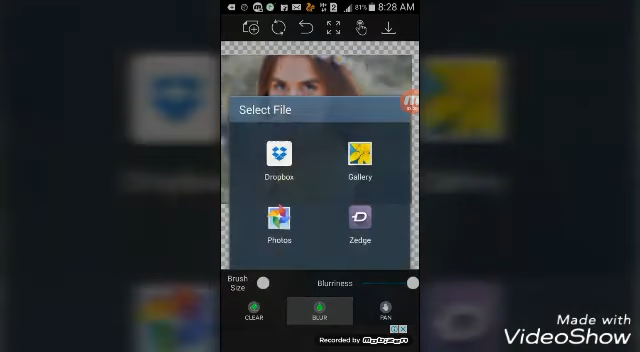 81% 8:28 AM
Select File
Dropbox
Gallery
Photos
Zedge
Brush
Size
Blurriness
CLEAR
BLUR
PAN
Recorded by Mobizen
Made with
VideoShow